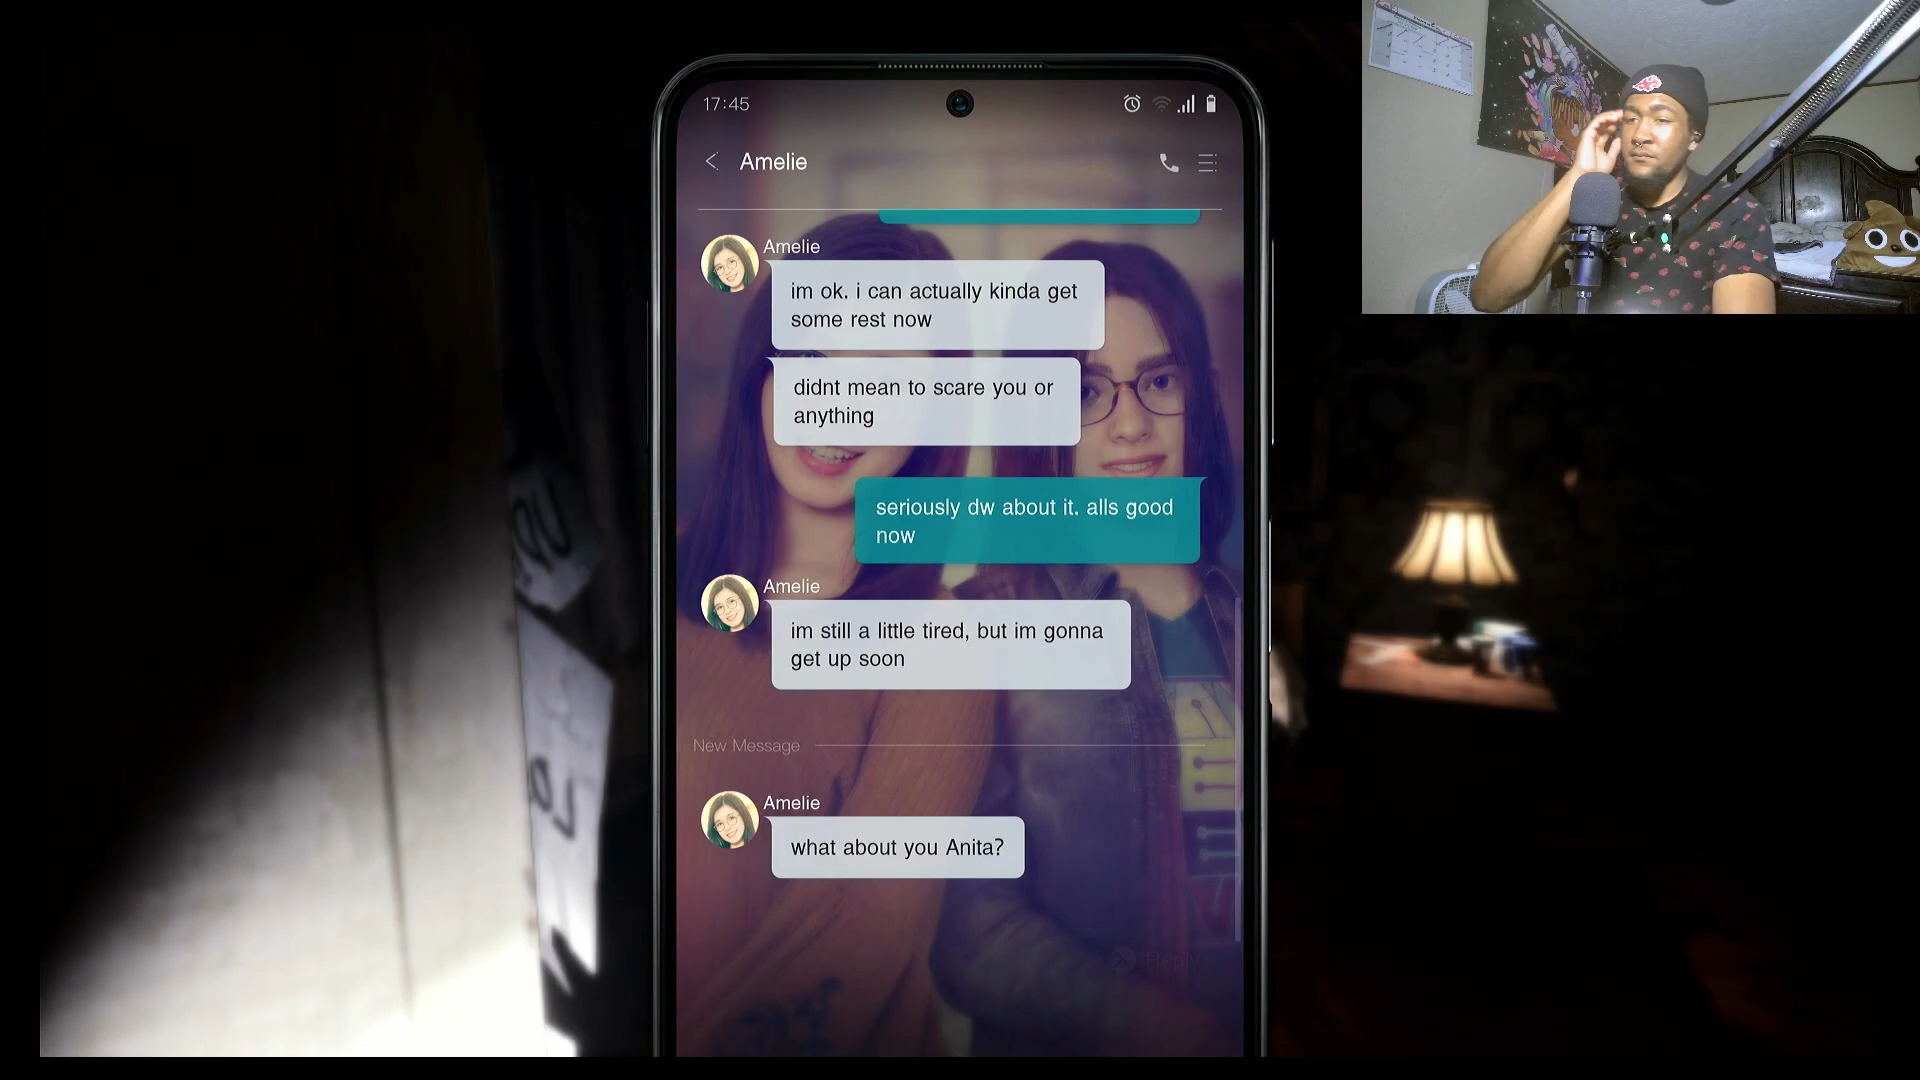 17:45
Amelie
Amelie
im ok. i can actually kinda get
some rest now
didnt mean to scare you or
anything
seriously dw about it. alls good
now
Amelie
im still a little tired, but im gonna
get up soon
New Message
Amelie
what about you Anita?
Reply